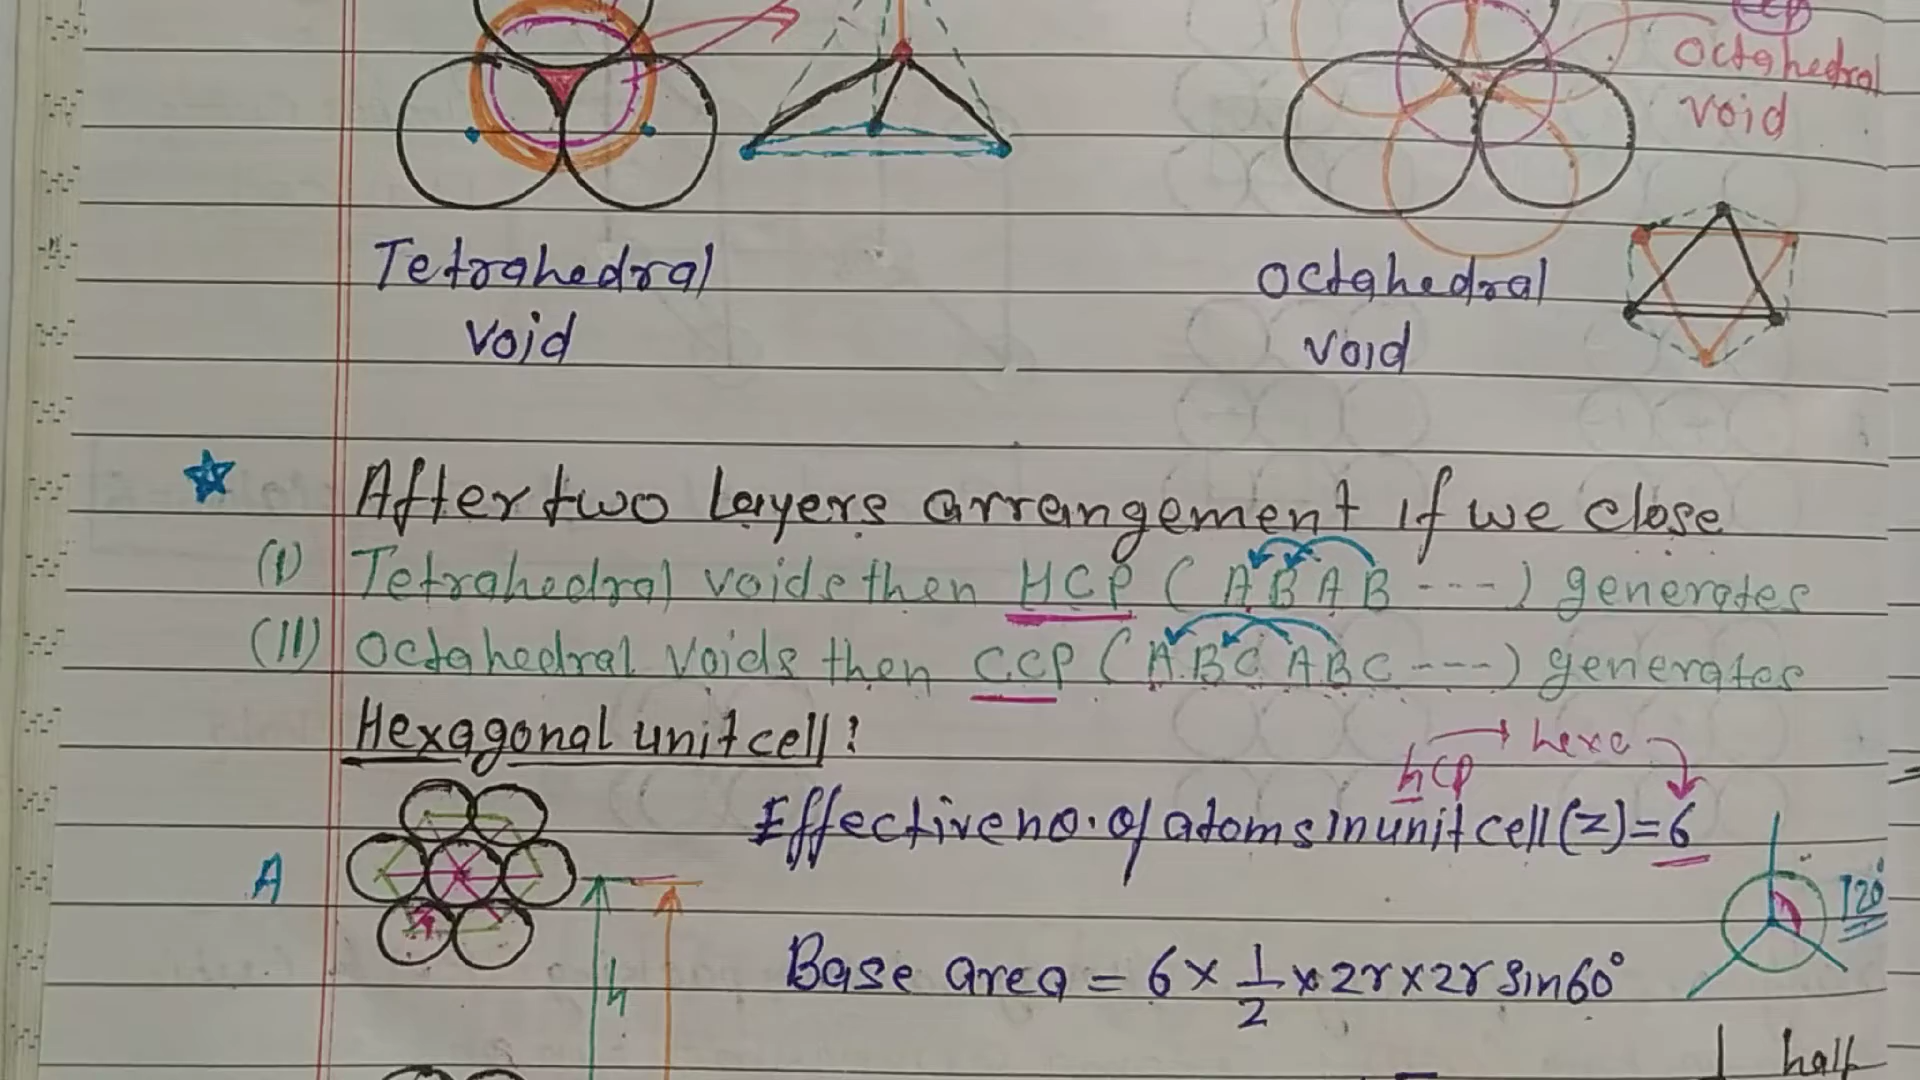 CCP
Octahedral
void
Tetrahedral
void
Octahedral
void
After two layers arrangement if we close
(I) Tetrahedral voids then HCP (ABAB ----) generates
(II) Octahedral voids then CCP (ABCABC ----) generates
Hexagonal unit cell:
hcp → hexa
Effective no. of atoms in unit cell (Z) = 6
A
120°
h
Base area = 6 × 1/2 × 2r × 2r sin60°
half